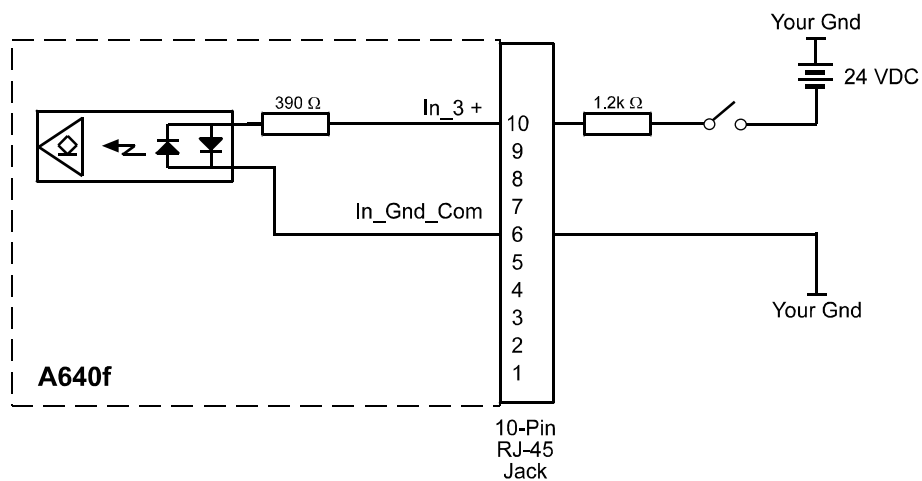 Your Gnd
24 VDC
390 Ω
In_3 +
1.2k Ω
10
9
8
7
In_Gnd_Com
6
5
4
3
2
1
Your Gnd
A640f
10-Pin
RJ-45
Jack